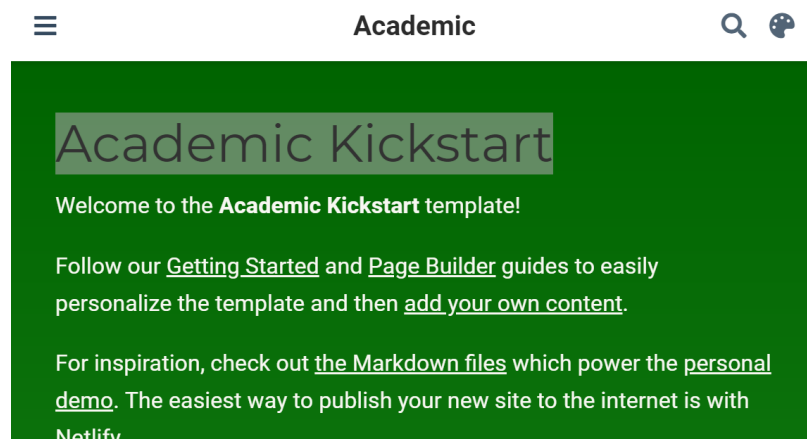 Academic
Academic Kickstart
Welcome to the Academic Kickstart template!
Follow our Getting Started and Page Builder guides to easily
personalize the template and then add your own content.
For inspiration, check out the Markdown files which power the personal
demo. The easiest way to publish your new site to the internet is with
Netlify